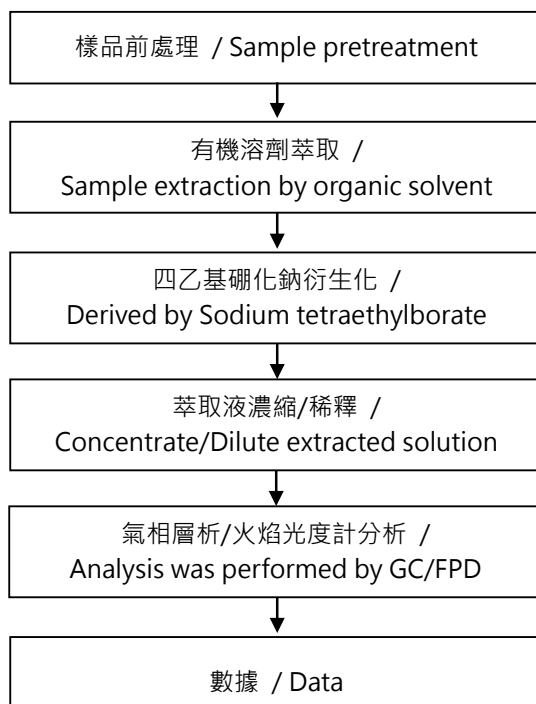 樣品前處理 / Sample pretreatment
有機溶劑萃取 /
Sample extraction by organic solvent
四乙基硼化鈉衍生化 /
Derived by Sodium tetraethylborate
萃取液濃縮/稀釋 /
Concentrate/Dilute extracted solution
氣相層析/火焰光度計分析 /
Analysis was performed by GC/FPD
數據 / Data